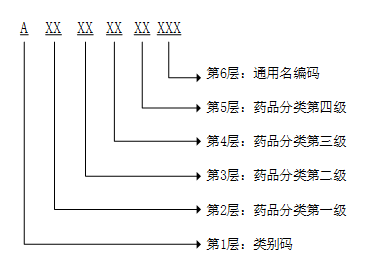 A XX XX XX XX XXX
第6层：通用名编码
第5层：药品分类第四级
第4层：药品分类第三级
第3层：药品分类第二级
第2层：药品分类第一级
第1层：类别码